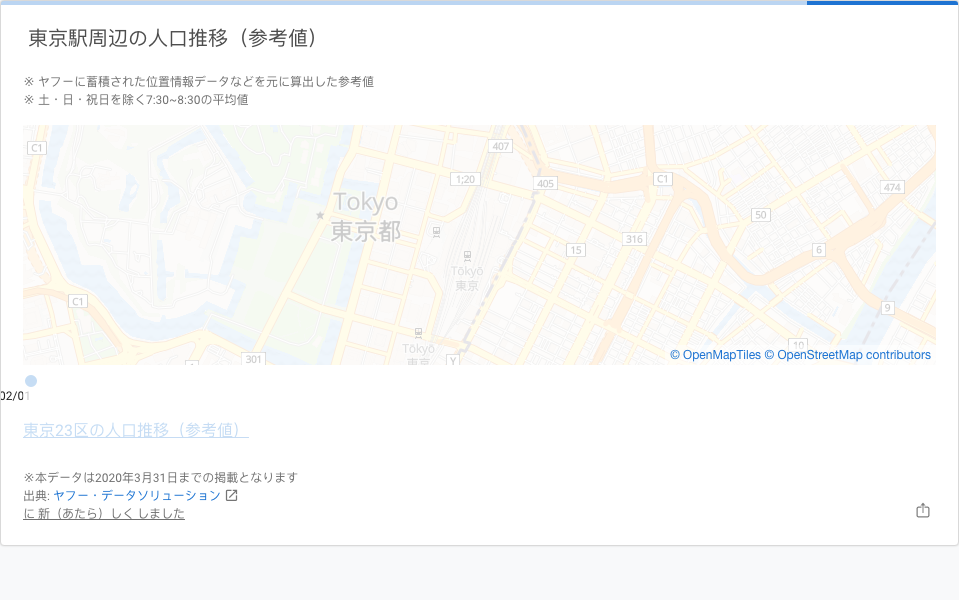 東京駅周辺の人口推移（参考値）
※ ヤフーに蓄積された位置情報データなどを元に算出した参考値
※ 土・日・祝日を除く7:30~8:30の平均値
C1
407
1;20
405
C1
474
Tokyo
東京都
50
316
15
6
Tōkyō
東京
C1
9
10
301
Tōkyō
東京
Y
© OpenMapTiles © OpenStreetMap contributors
02/01
東京23区の人口推移（参考値）
※本データは2020年3月31日までの掲載となります
出典: ヤフー・データソリューション
に 新（あたら）しく しました